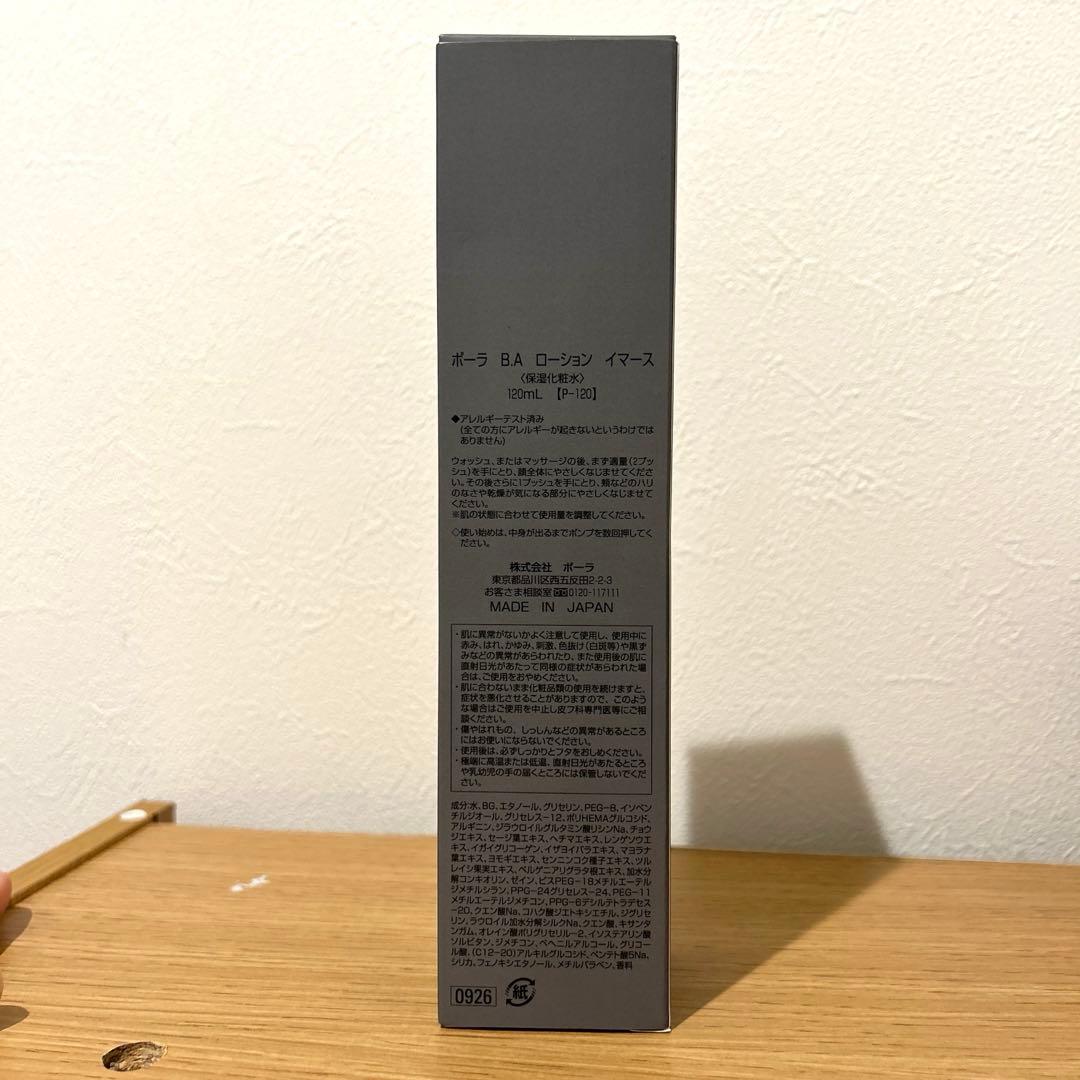 ポーラ B.A ローション イマース
〈保湿化粧水〉
120mL 【P-120】
◆アレルギーテスト済み
(全ての方にアレルギーが起きないというわけでは
ありません)
ウォッシュ、またはマッサージの後、まず適量(2プッ
シュ)を手にとり、顔全体にやさしくなじませてくださ
い。その後さらに1プッシュを手にとり、頬などのハリ
のなさや乾燥が気になる部分にやさしくなじませて
ください。
※肌の状態に合わせて使用量を調整してください。
◇使い始めは、中身が出るまでポンプを数回押してく
ださい。
株式会社 ポーラ
東京都品川区西五反田2-2-3
お客さま相談室 0120-117111
MADE IN JAPAN
・肌に異常がないかよく注意して使用し、使用中に
赤み、はれ、かゆみ、刺激、色抜け(白斑等)や黒ず
みなどの異常があらわれたり、また使用後の肌に
直射日光があたって同様の症状があらわれた場
合は、ご使用をおやめください。
・肌に合わないまま化粧品類の使用を続けますと、
症状を悪化させることがありますので、このよう
な場合はご使用を中止し皮フ科専門医等にご相
談ください。
・傷やはれもの、しっしんなどの異常があるところ
にはお使いにならないでください。
・使用後は、必ずしっかりとフタをおしめください。
・極端に高温または低温、直射日光があたるところ
や乳幼児の手の届くところには保管しないでくだ
さい。
成分:水、BG、エタノール、グリセリン、PEG-8、イソペン
チルジオール、グリセレス-12、ポリHEMAグルコシド、
アルギニン、ジラウロイルグルタミン酸リシンNa、チョウ
ジエキス、セージ葉エキス、ヘチマエキス、レンゲソウエ
キス、イガイグリコーゲン、イザヨイバラエキス、マヨラナ
葉エキス、ヨモギエキス、センニンコク種子エキス、ツル
レイシ果実エキス、ベルゲニアリグラタ根エキス、加水分
解コンキオリン、ゼイン、ビスPEG-18メチルエーテル
ジメチルシラン、PPG-24グリセレス-24、PEG-11
メチルエーテルジメチコン、PPG-6デシルテトラデセス
-20、クエン酸Na、コハク酸ジエトキシエチル、ジグリセ
リン、ラウロイル加水分解シルクNa、クエン酸、キサンタ
ンガム、オレイン酸ポリグリセリル-2、イソステアリン酸
ソルビタン、ジメチコン、ベヘニルアルコール、グリコー
ル酸、(C12-20)アルキルグルコシド、ペンテト酸5Na、
シリカ、フェノキシエタノール、メチルパラベン、香料
0926 紙